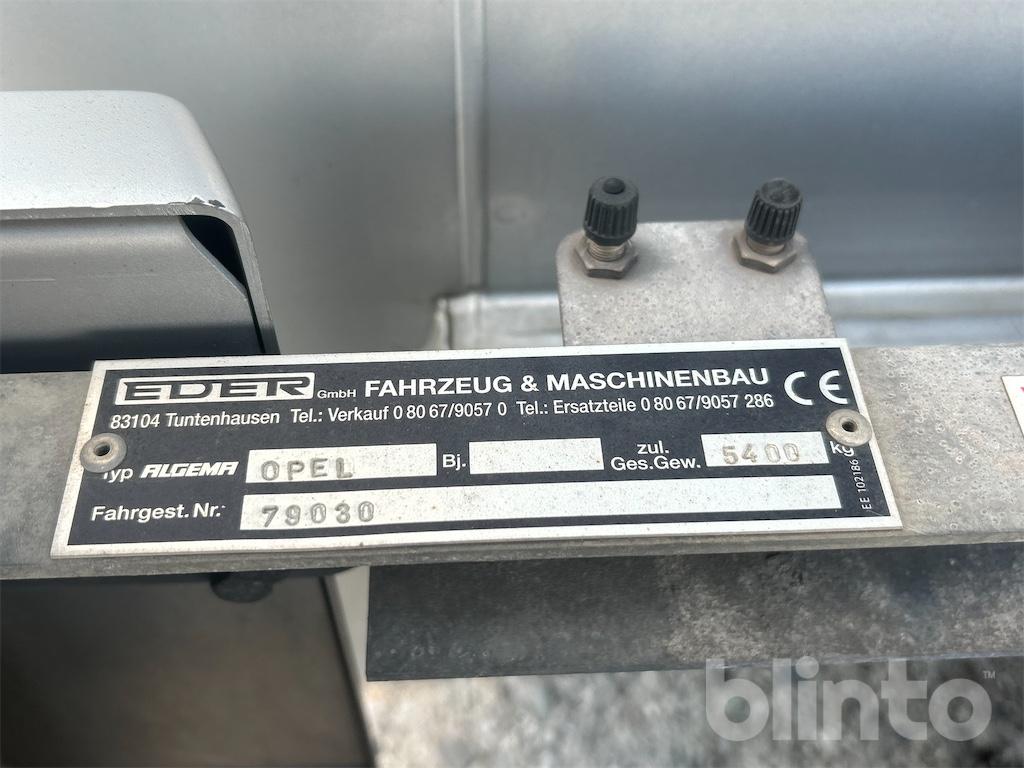 EDER GmbH FAHRZEUG & MASCHINENBAU CE
83104 Tuntenhausen Tel.: Verkauf 0 80 67/9057 0 Tel.: Ersatzteile 0 80 67/9057 286
Typ ALGEMA OPEL Bj. zul. Ges.Gew. 5400 kg
Fahrgest. Nr.: 79030
EE 102186
blinto™